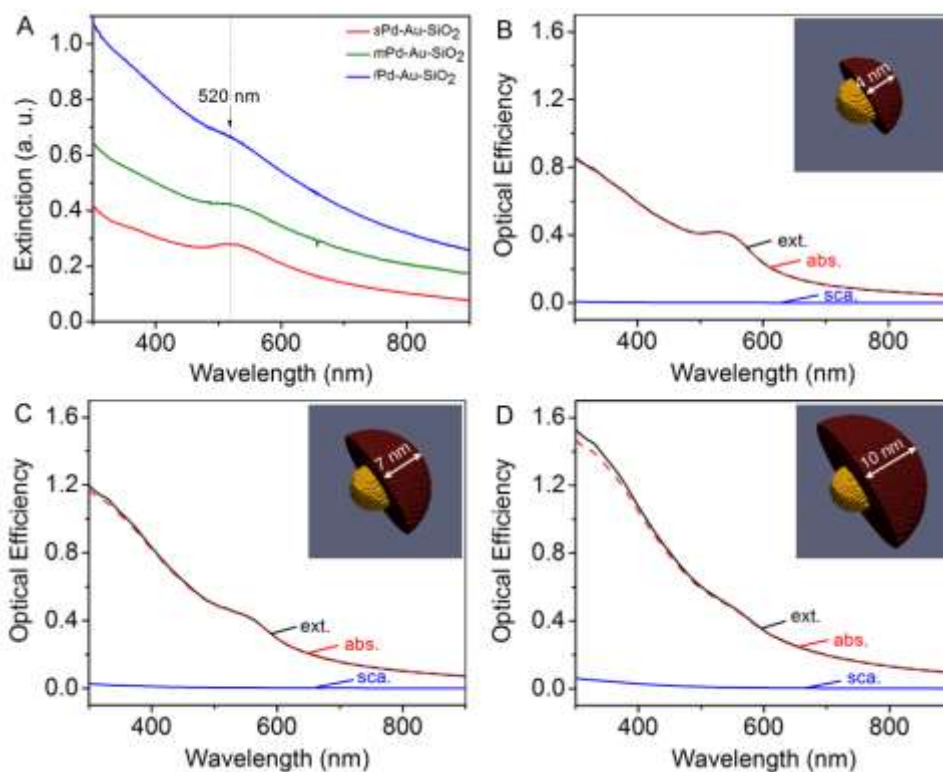 A
1.0
0.8
0.6
0.4
0.2
0.0
Extinction (a. u.)
sPd-Au-SiO₂
mPd-Au-SiO₂
lPd-Au-SiO₂
520 nm
400
600
800
Wavelength (nm)
B
1.6
1.2
0.8
0.4
0.0
Optical Efficiency
4 nm
ext.
abs.
sca.
400
600
800
Wavelength (nm)
C
1.6
1.2
0.8
0.4
0.0
Optical Efficiency
7 nm
ext.
abs.
sca.
400
600
800
Wavelength (nm)
D
1.6
1.2
0.8
0.4
0.0
Optical Efficiency
10 nm
ext.
abs.
sca.
400
600
800
Wavelength (nm)